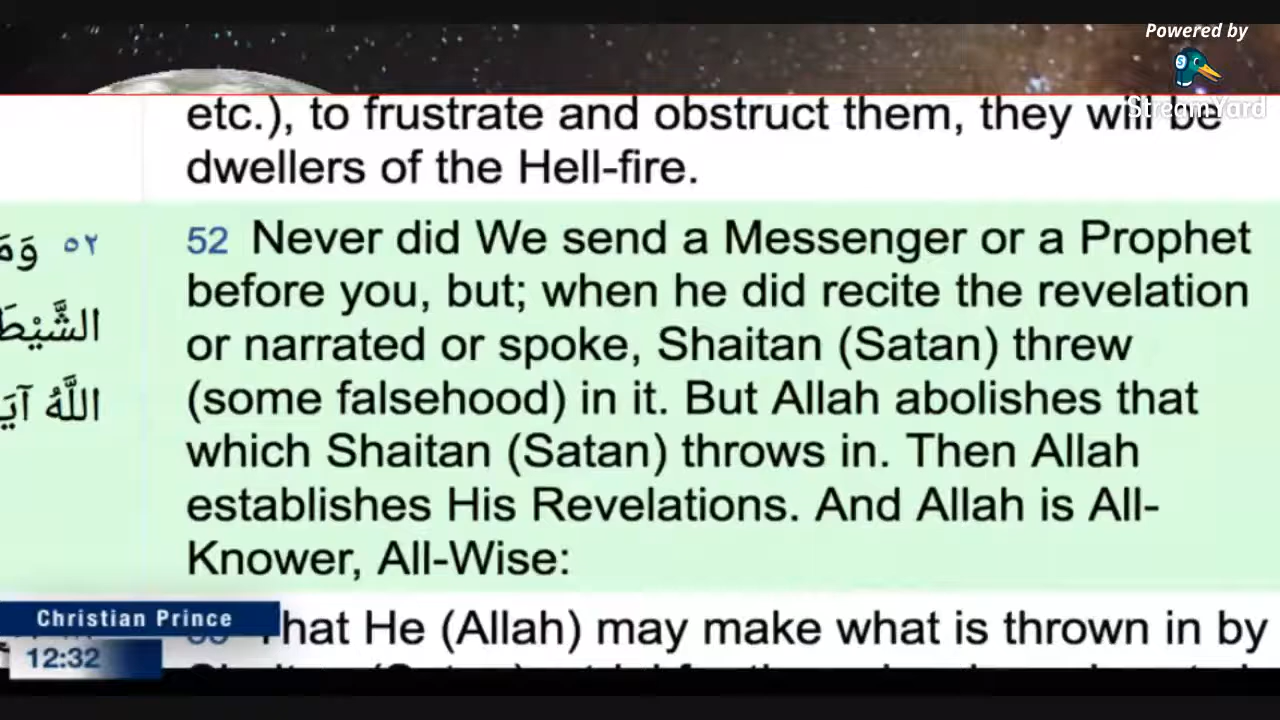 Powered by
StreamYard
etc.), to frustrate and obstruct them, they will be
dwellers of the Hell-fire.
52 Never did We send a Messenger or a Prophet
before you, but; when he did recite the revelation
or narrated or spoke, Shaitan (Satan) threw
(some falsehood) in it. But Allah abolishes that
which Shaitan (Satan) throws in. Then Allah
establishes His Revelations. And Allah is All-
Knower, All-Wise:
That He (Allah) may make what is thrown in by
٥٢
اللَّهُ
Christian Prince
12:32